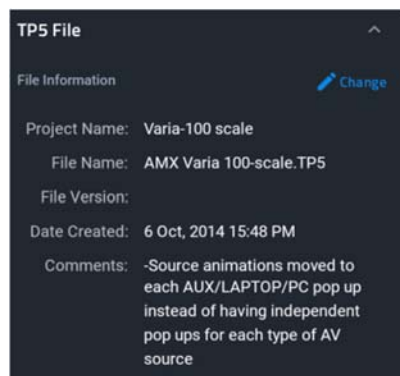 TP5 File
File Information
Change
Project Name: Varia-100 scale
File Name: AMX Varia 100-scale.TP5
File Version:
Date Created: 6 Oct, 2014 15:48 PM
Comments: -Source animations moved to
each AUX/LAPTOP/PC pop up
instead of having independent
pop ups for each type of AV
source